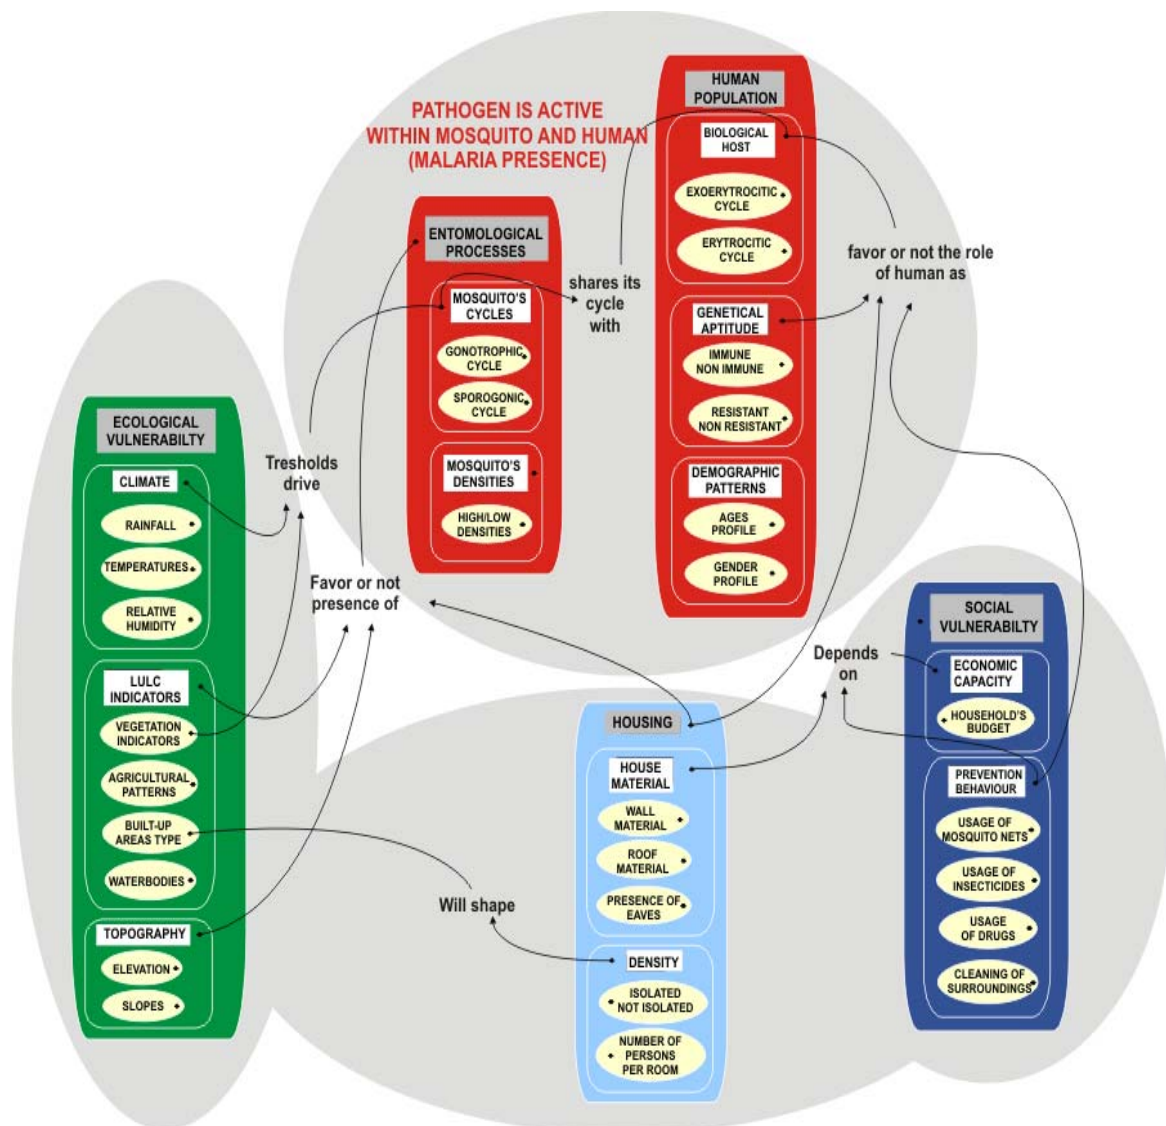 PATHOGEN IS ACTIVE
WITHIN MOSQUITO AND HUMAN
(MALARIA PRESENCE)
HUMAN
POPULATION
BIOLOGICAL
HOST
EXOERYTROCITIC
CYCLE
ERYTROCITIC
CYCLE
GENETICAL
APTITUDE
IMMUNE
NON IMMUNE
RESISTANT
NON RESISTANT
DEMOGRAPHIC
PATTERNS
AGES
PROFILE
GENDER
PROFILE
favor or not the role
of human as
ENTOMOLOGICAL
PROCESSES
MOSQUITO'S
CYCLES
GONOTROPHIC
CYCLE
SPOROGONIC
CYCLE
MOSQUITO'S
DENSITIES
HIGH/LOW
DENSITIES
shares its
cycle
with
ECOLOGICAL
VULNERABILTY
CLIMATE
RAINFALL
TEMPERATURES
RELATIVE
HUMIDITY
LULC
INDICATORS
VEGETATION
INDICATORS
AGRICULTURAL
PATTERNS
BUILT-UP
AREAS TYPE
WATERBODIES
TOPOGRAPHY
ELEVATION
SLOPES
Tresholds
drive
Favor or not
presence of
Will shape
HOUSING
HOUSE
MATERIAL
WALL
MATERIAL
ROOF
MATERIAL
PRESENCE OF
EAVES
DENSITY
ISOLATED
NOT ISOLATED
NUMBER OF
PERSONS
PER ROOM
Depends
on
SOCIAL
VULNERABILTY
ECONOMIC
CAPACITY
HOUSEHOLD'S
BUDGET
PREVENTION
BEHAVIOUR
USAGE OF
MOSQUITO NETS
USAGE OF
INSECTICIDES
USAGE
OF DRUGS
CLEANING OF
SURROUNDINGS